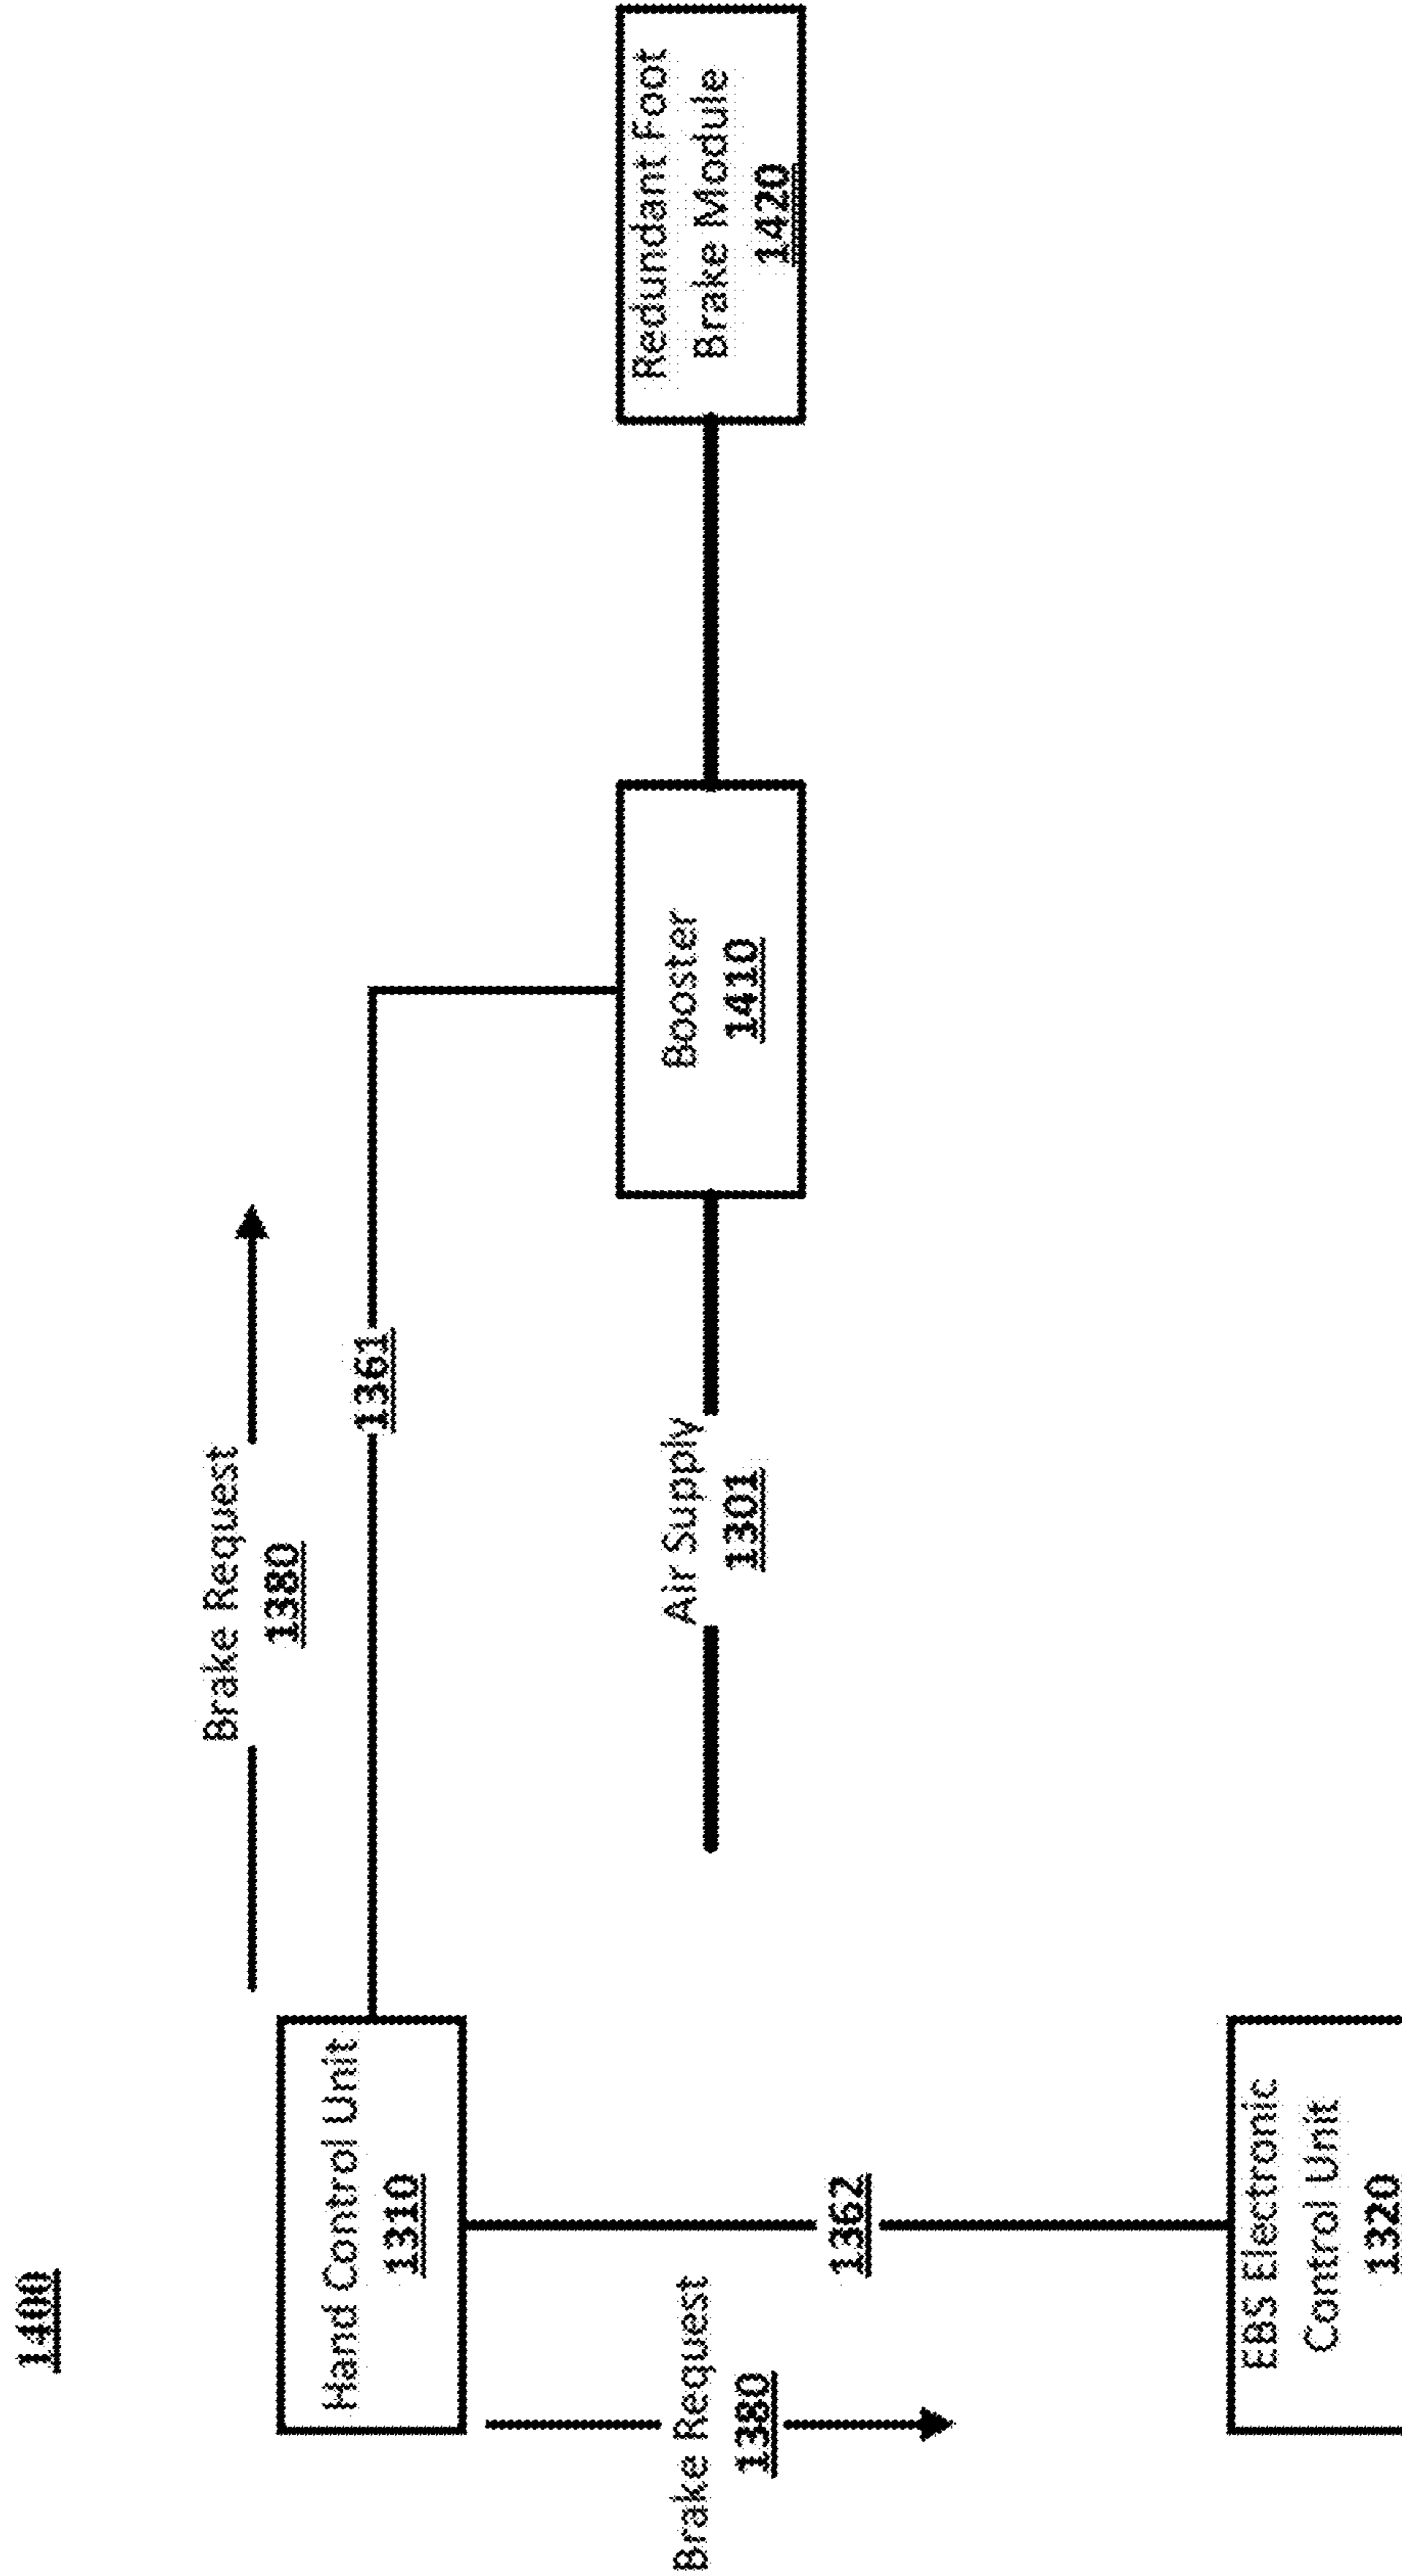 1400
Brake Request
1380
Hand Control Unit
1310
1361
Brake Request
1380
1362
Air Supply
1301
Booster
1410
Redundant Foot
Brake Module
1420
EBS Electronic
Control Unit
1320